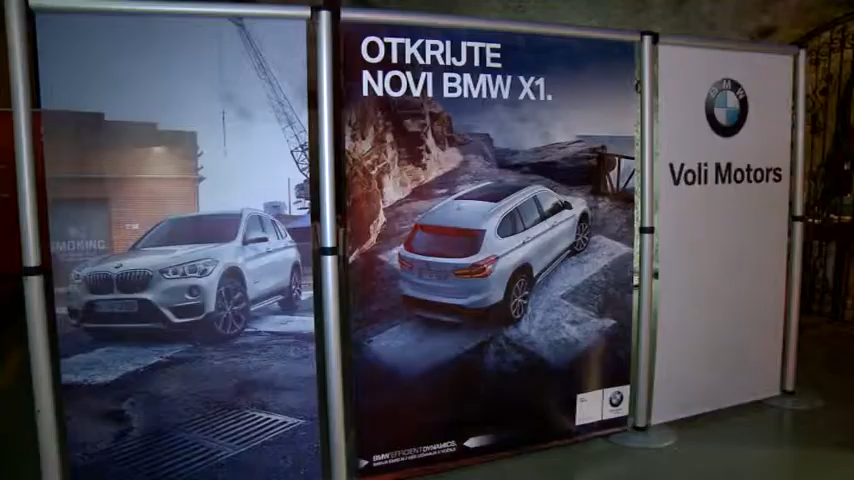 SMOKING
OTKRIJTE
NOVI BMW X1.
BMW EFFICIENTDYNAMICS.
BMW
Voli Motors